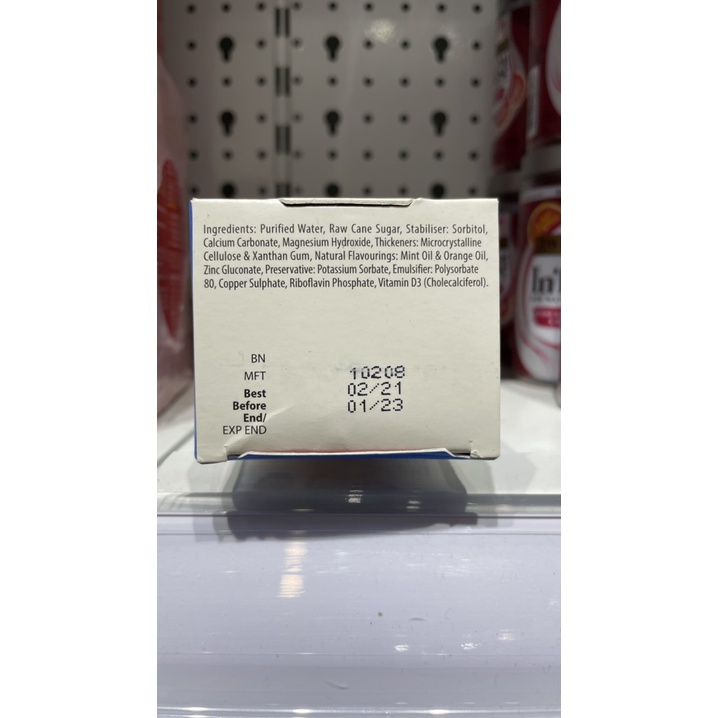 Ingredients: Purified Water, Raw Cane Sugar, Stabiliser: Sorbitol,
Calcium Carbonate, Magnesium Hydroxide, Thickeners: Microcrystalline
Cellulose & Xanthan Gum, Natural Flavourings: Mint Oil & Orange Oil,
Zinc Gluconate, Preservative: Potassium Sorbate, Emulsifier: Polysorbate
80, Copper Sulphate, Riboflavin Phosphate, Vitamin D3 (Cholecalciferol).
BN 10208
MFT 02/21
Best
Before 01/23
End/
EXP END